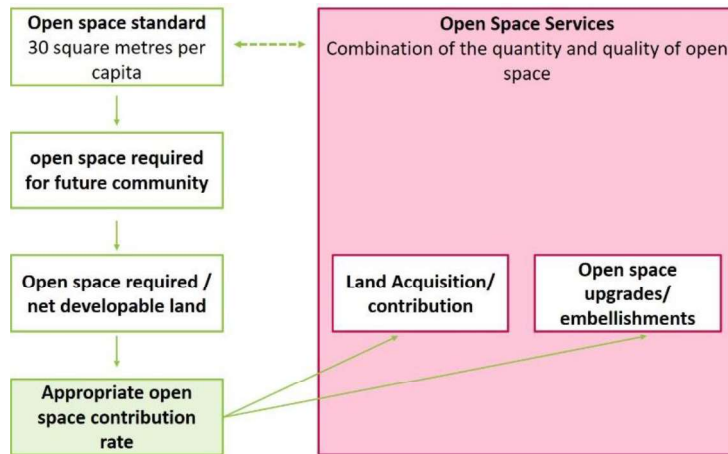 Open space standard
30 square metres per
capita
Open Space Services
Combination of the quantity and quality of open
space
open space required
for future community
Open space required /
net developable land
Land Acquisition/
contribution
Open space
upgrades/
embellishments
Appropriate open
space contribution
rate